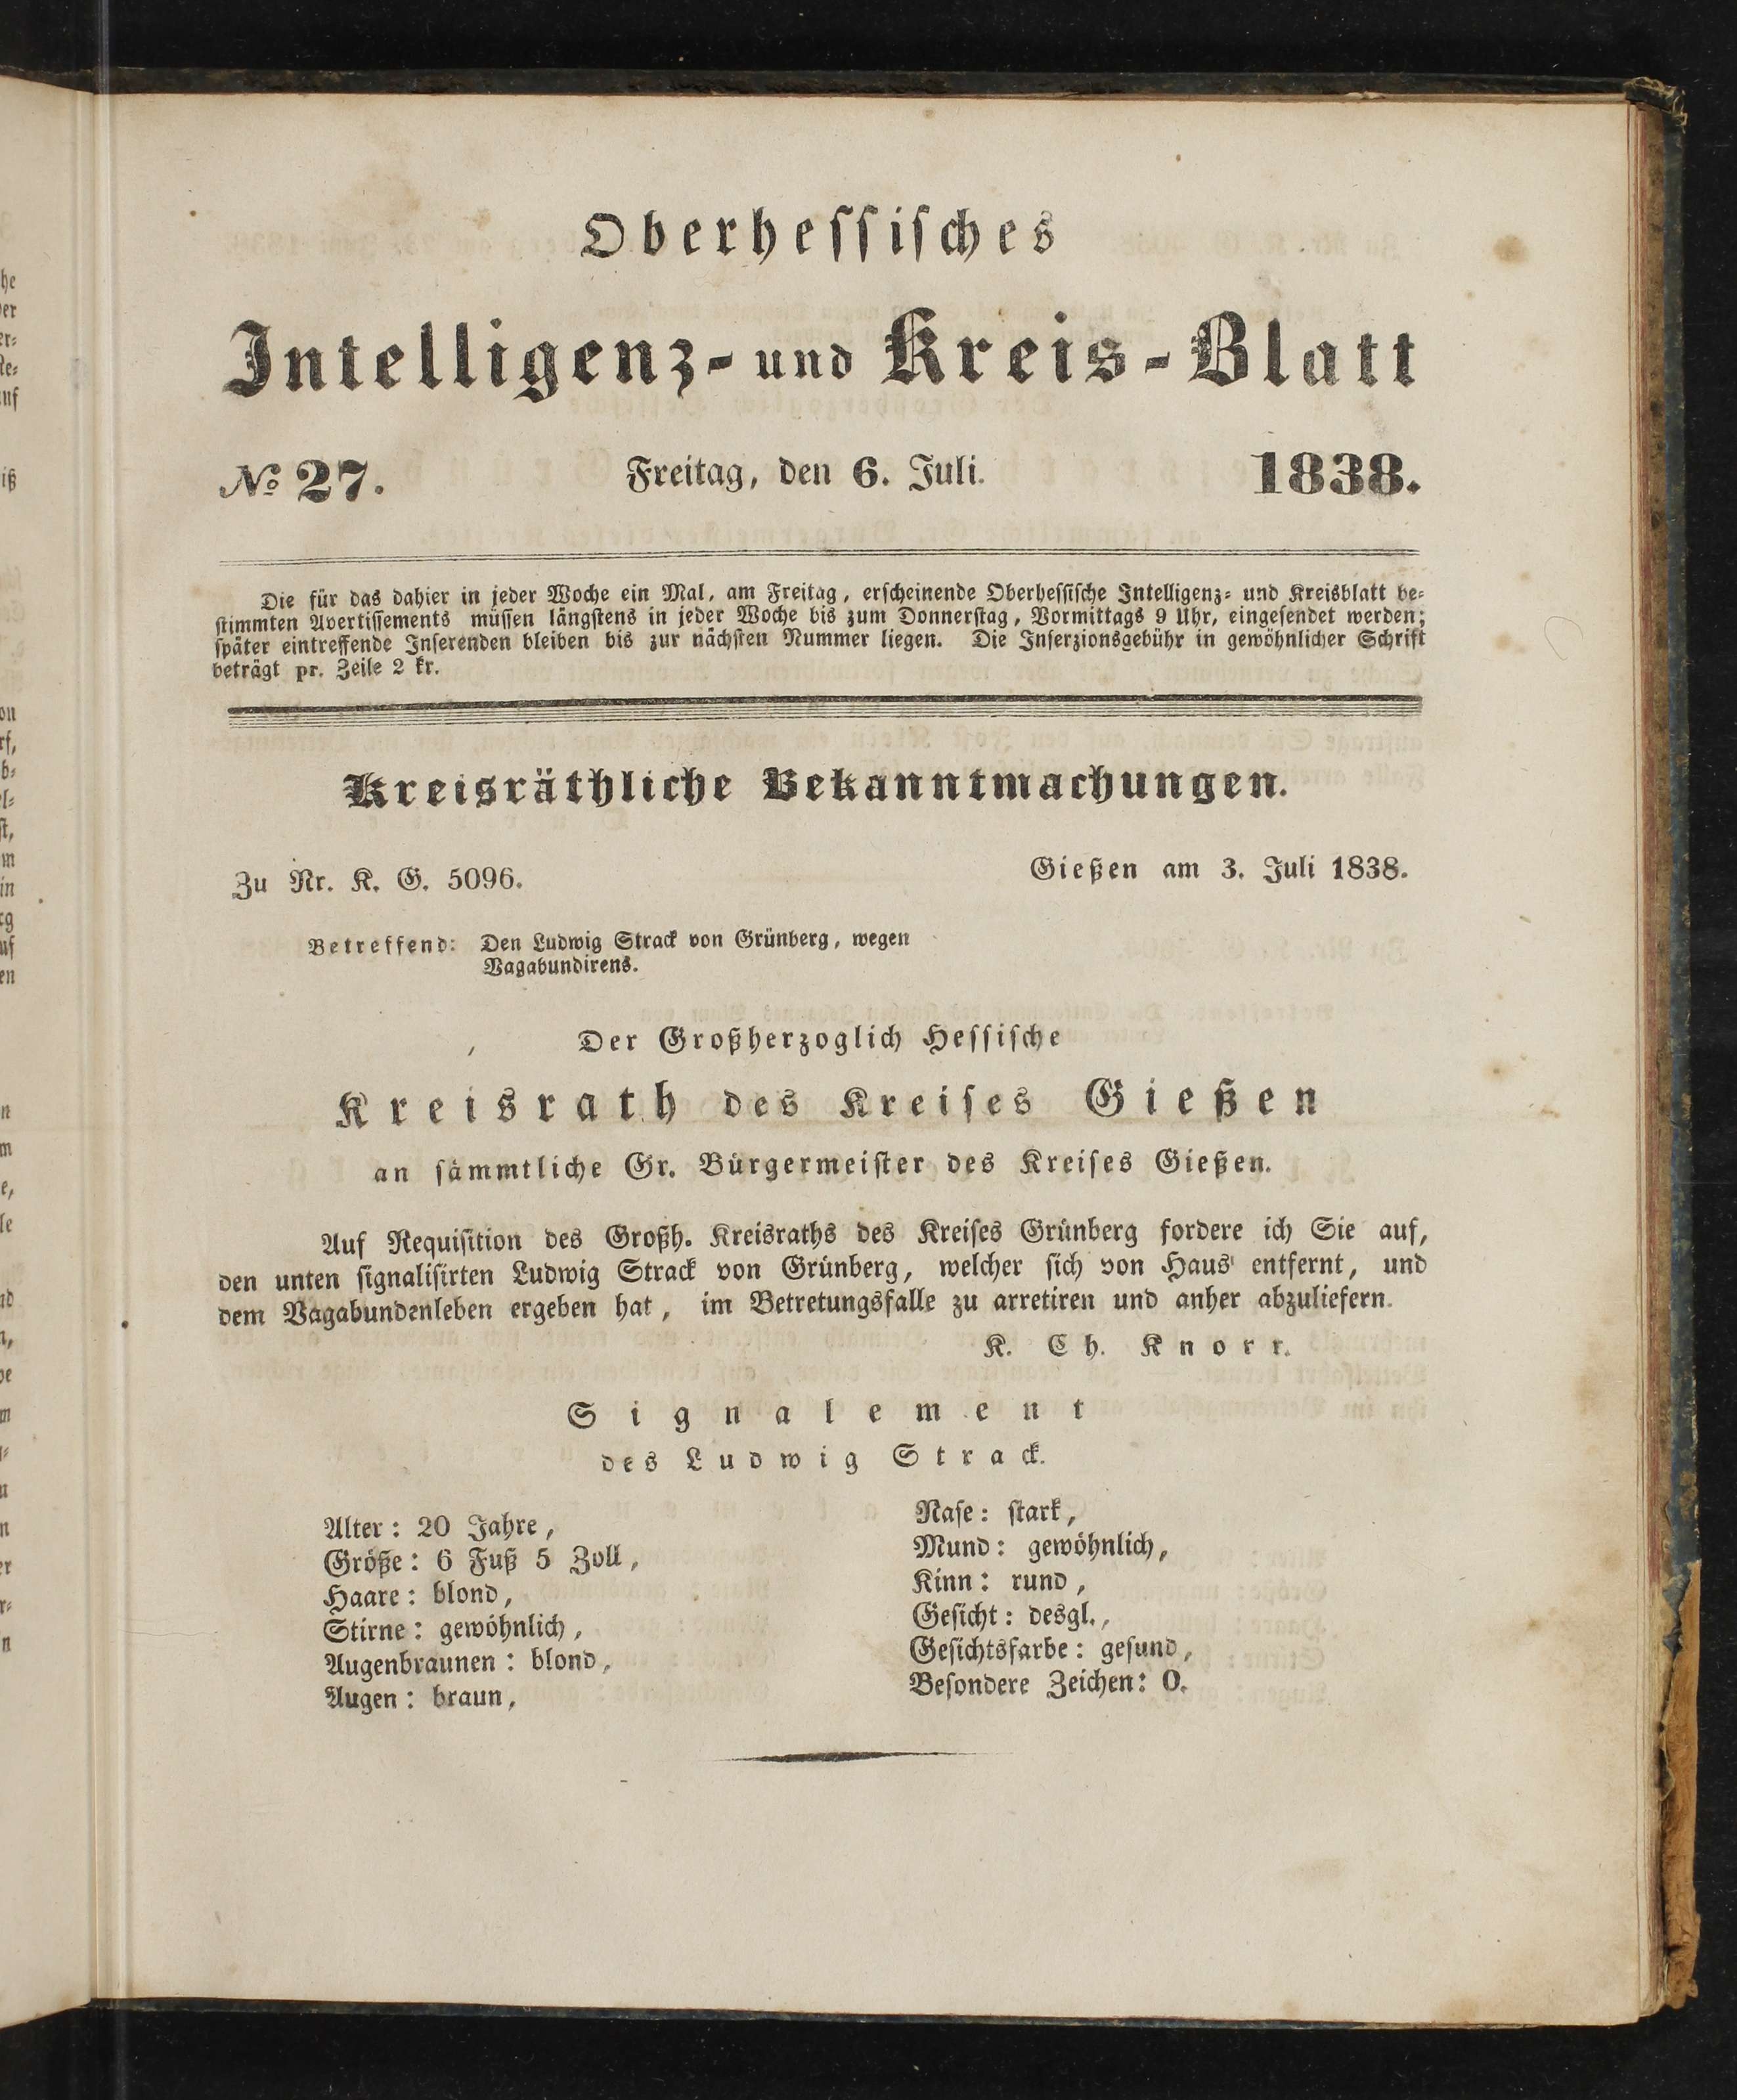 Oberhessisches
Intelligenz- und Kreis-Blatt
No 27. Freitag, den 6. Juli. 1838.
Die für das dahier in jeder Woche ein Mal, am Freitag, erscheinende Oberhessische Intelligenz- und Kreisblatt be-
stimmten Avertissements müssen längstens in jeder Woche bis zum Donnerstag, Vormittags 9 Uhr, eingesendet werden;
später eintreffende Inserenden bleiben bis zur nächsten Nummer liegen. Die Inserzionsgebühr in gewöhnlicher Schrift
beträgt pr. Zeile 2 kr.
Kreisräthliche Bekanntmachungen.
Zu Nr. K. G. 5096. Gießen am 3. Juli 1838.
Betreffend: Den Ludwig Strack von Grünberg, wegen
Vagabundirens.
Der Großherzoglich Hessische
Kreisrath des Kreises Gießen
an sämmtliche Gr. Bürgermeister des Kreises Gießen.
Auf Requisition des Großh. Kreisraths des Kreises Grünberg fordere ich Sie auf,
den unten signalisirten Ludwig Strack von Grünberg, welcher sich von Haus entfernt, und
dem Vagabundenleben ergeben hat, im Betretungsfalle zu arretiren und anher abzuliefern.
K. Ch. Knorr.
Signalement
des Ludwig Strack.
Alter: 20 Jahre,
Größe: 6 Fuß 5 Zoll,
Haare: blond,
Stirne: gewöhnlich,
Augenbraunen: blond,
Augen: braun,
Nase: stark,
Mund: gewöhnlich,
Kinn: rund,
Gesicht: desgl.,
Gesichtsfarbe: gesund,
Besondere Zeichen: 0.